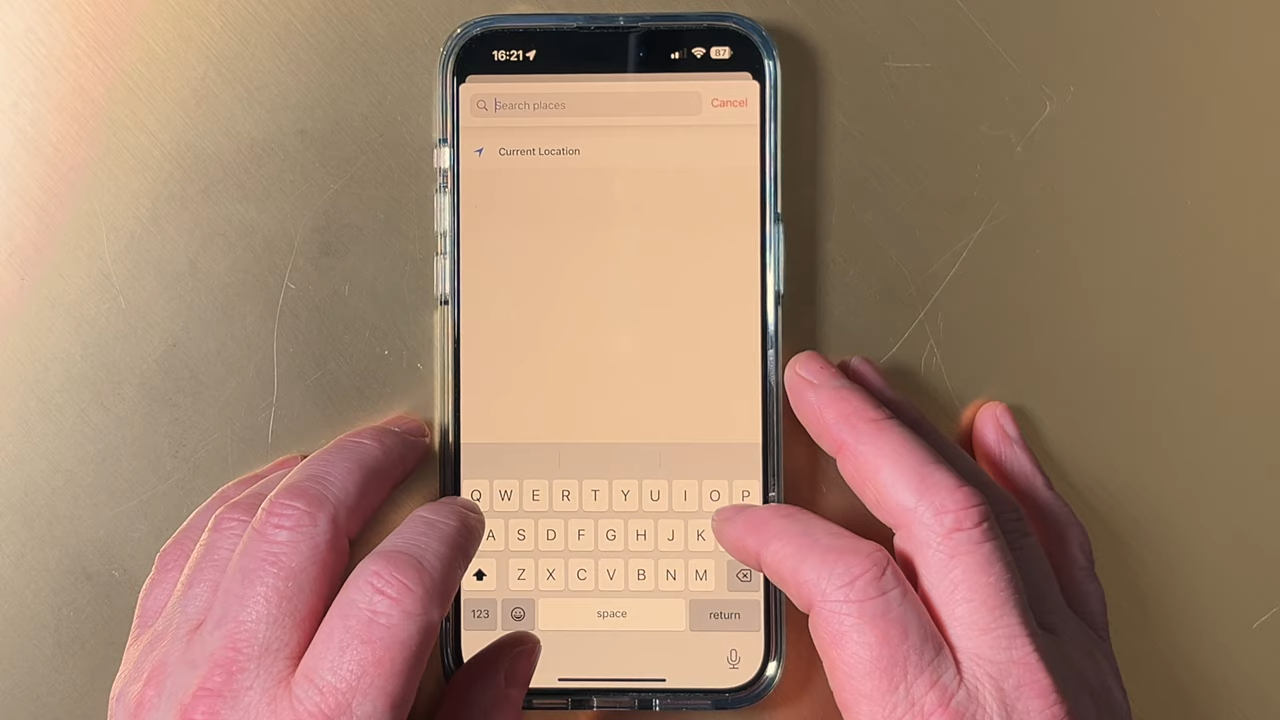 16:21 87
Search places Cancel
Current Location
Q W E R T Y U I O P
A S D F G H J K
Z X C V B N M
123 space return